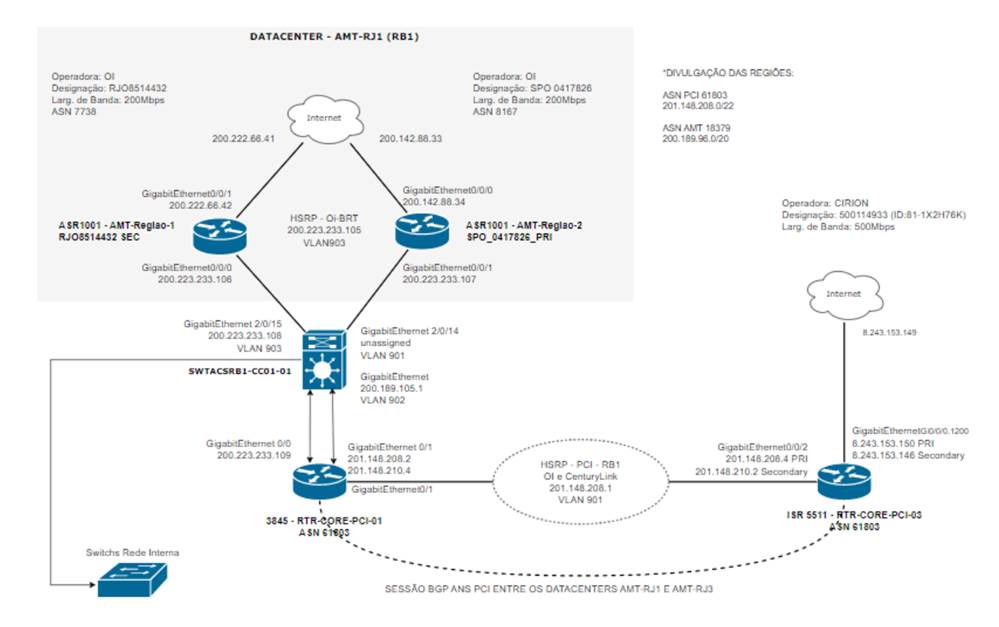 DATACENTER - AMT-RJ1 (RB1)
Operadora: OI
Designação: RJO8514432
Larg. de Banda: 200Mbps
ASN 7738
Operadora: OI
Designação: SPO 0417826
Larg. de Banda: 200Mbps
ASN 8167
*DIVULGAÇÃO DAS REGIÕES:
ASN PCI 61803
201.148.208.0/22
ASN AMT 18379
200.189.96.0/20
Internet
200.222.66.41
200.142.88.33
GigabitEthernet0/0/1
200.222.66.42
GigabitEthernet0/0/0
200.142.88.34
ASR1001 - AMT-Regiao-1
RJO8514432 SEC
HSRP - Oi-BRT
200.223.233.105
VLAN903
ASR1001 - AMT-Regiao-2
SPO_0417826_PRI
GigabitEthernet0/0/0
200.223.233.106
GigabitEthernet0/0/1
200.223.233.107
Operadora: CIRION
Designação: 500114933 (ID:81-1X2H76K)
Larg. de Banda: 500Mbps
Internet
8.243.153.149
GigabitEthernet 2/0/15
200.223.233.108
VLAN 903
GigabitEthernet 2/0/14
unassigned
VLAN 901
SWTACSRB1-CC01-01
GigabitEthernet
200.189.105.1
VLAN 902
GigabitEthernet 0/0
200.223.233.109
GigabitEthernet 0/1
201.148.208.2
201.148.210.4
GigabitEthernet0/1
HSRP - PCI - RB1
OI e CenturyLink
201.148.208.1
VLAN 901
GigabitEthernet0/0/2
201.148.208.4 PRI
201.148.210.2 Secondary
GigabitEthernetGi0/0/0.1200
8.243.153.150 PRI
8.243.153.146 Secondary
3845 - RTR-CORE-PCI-01
ASN 61803
ISR 5511 - RTR-CORE-PCI-03
ASN 61803
Switchs Rede Interna
SESSÃO BGP ANS PCI ENTRE OS DATACENTERS AMT-RJ1 E AMT-RJ3